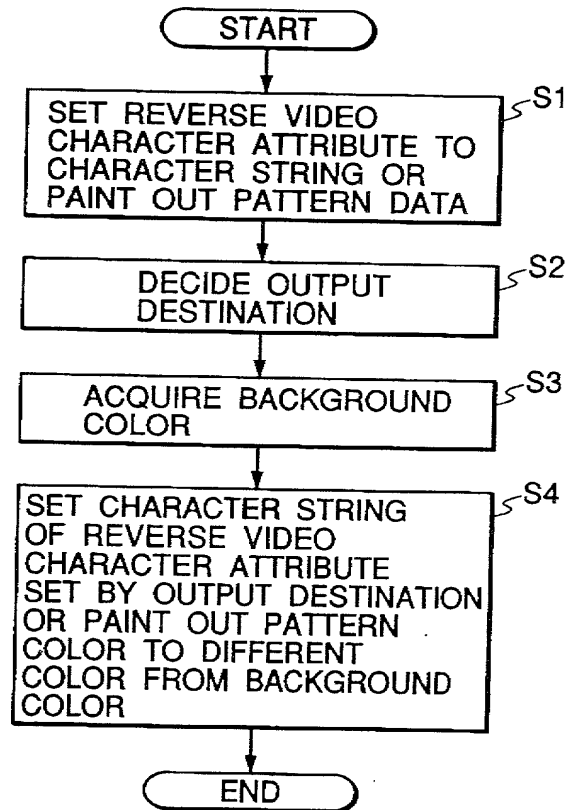 START
S1
SET REVERSE VIDEO
CHARACTER ATTRIBUTE TO
CHARACTER STRING OR
PAINT OUT PATTERN DATA
S2
DECIDE OUTPUT
DESTINATION
S3
ACQUIRE BACKGROUND
COLOR
S4
SET CHARACTER STRING
OF REVERSE VIDEO
CHARACTER ATTRIBUTE
SET BY OUTPUT DESTINATION
OR PAINT OUT PATTERN
COLOR TO DIFFERENT
COLOR FROM BACKGROUND
COLOR
END